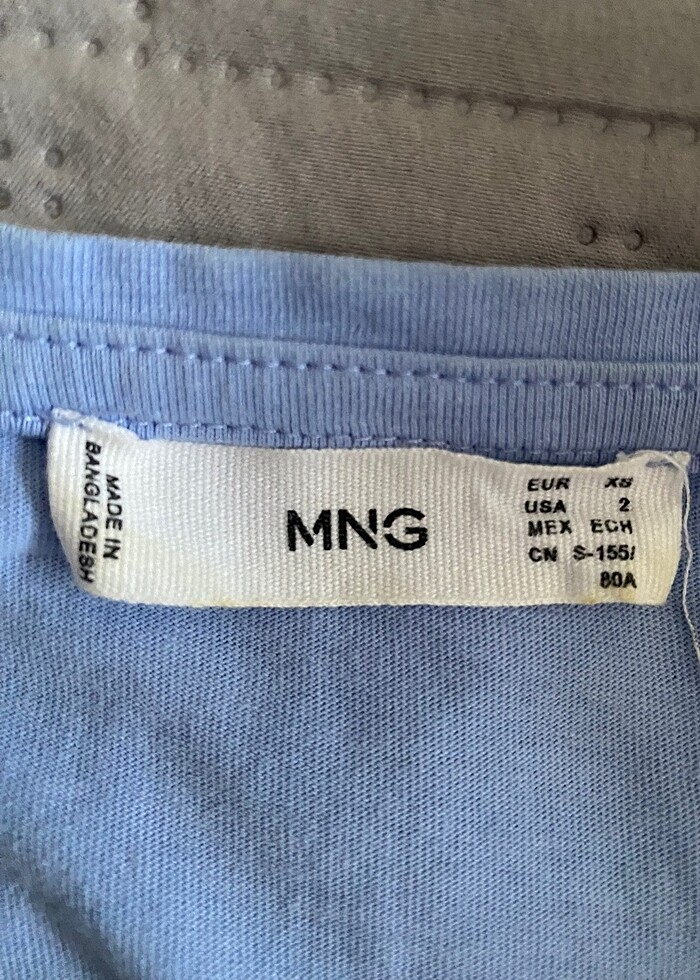 MADE IN
BANGLADESH
MNG
EUR XS
USA 2
MEX ECH
CN S-155/
80A